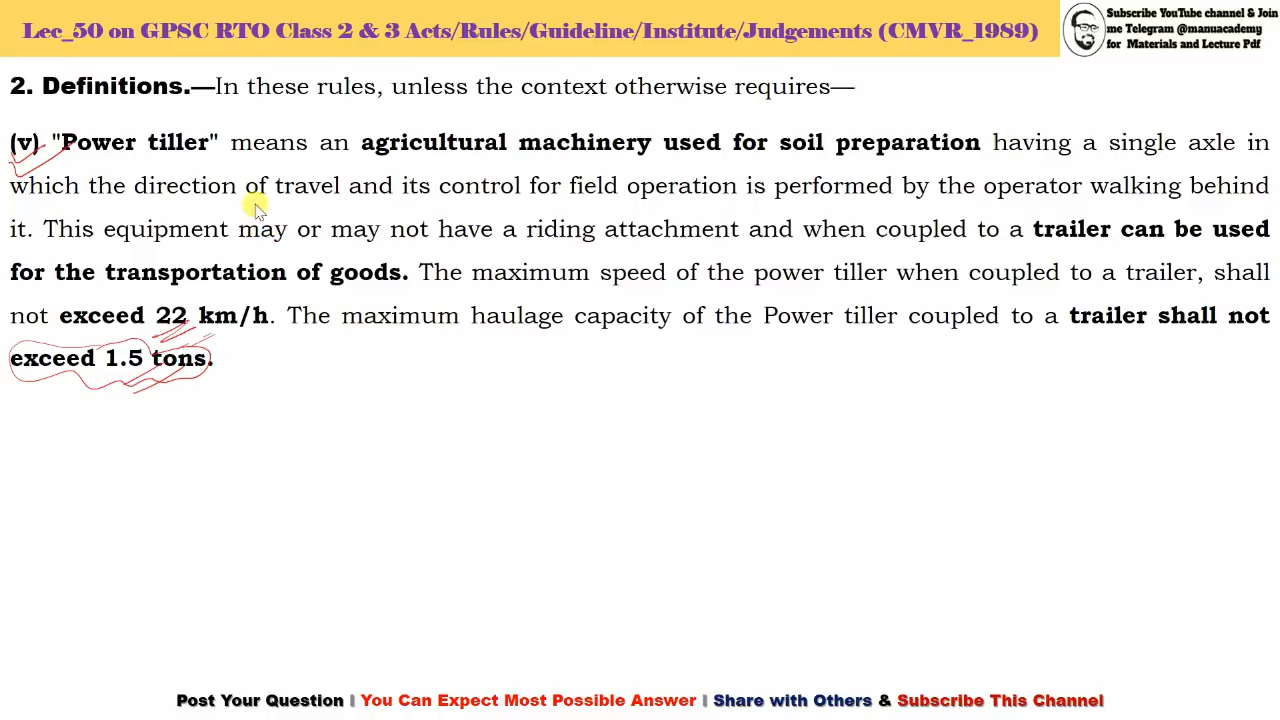 Lec_50 on GPSC RTO Class 2 & 3 Acts/Rules/Guideline/Institute/Judgements (CMVR_1989)
Subscribe YouTube channel & Join
me Telegram @manuacademy
for Materials and Lecture Pdf
2. Definitions.—In these rules, unless the context otherwise requires—
(v) "Power tiller" means an agricultural machinery used for soil preparation having a single axle in
which the direction of travel and its control for field operation is performed by the operator walking behind
it. This equipment may or may not have a riding attachment and when coupled to a trailer can be used
for the transportation of goods. The maximum speed of the power tiller when coupled to a trailer, shall
not exceed 22 km/h. The maximum haulage capacity of the Power tiller coupled to a trailer shall not
exceed 1.5 tons.
Post Your Question | You Can Expect Most Possible Answer | Share with Others & Subscribe This Channel